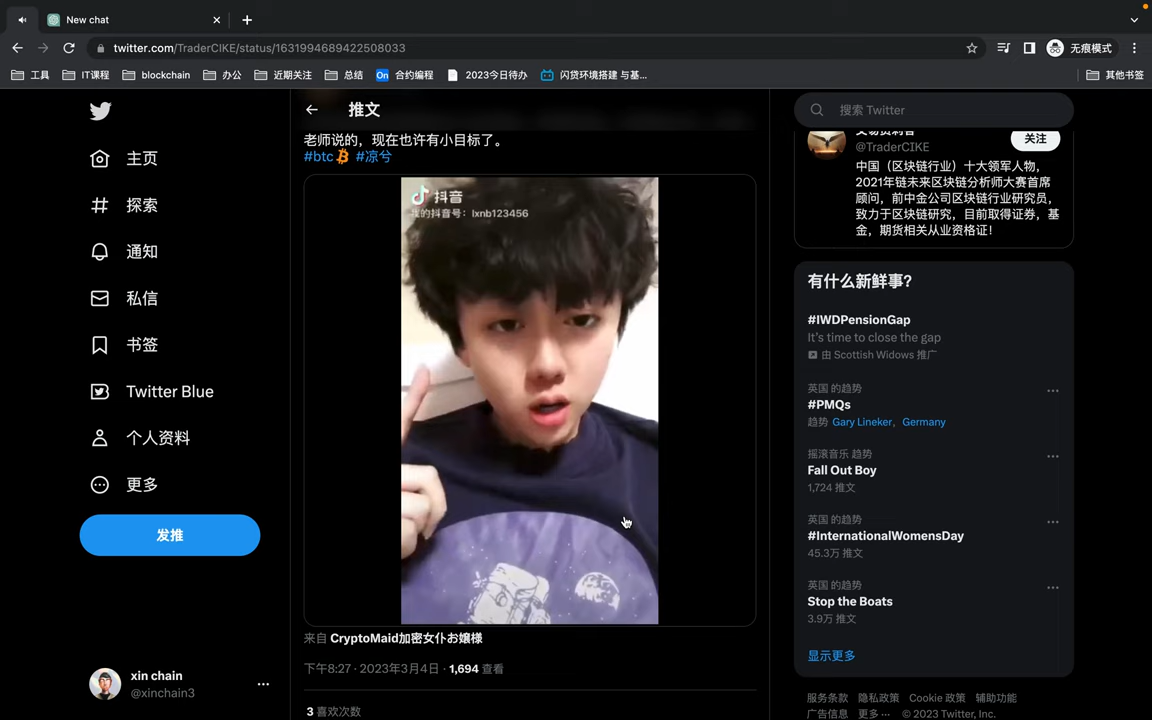 New chat
twitter.com/TraderCIKE/status/1631994689422508033
无痕模式
工具
IT课程
blockchain
办公
近期关注
总结
On 合约编程
2023今日待办
闪贷环境搭建 与基...
其他书签
主页
探索
通知
私信
书签
Twitter Blue
个人资料
更多
发推
xin chain
@xinchain3
推文
老师说的，现在也许有小目标了。
#btc #凉兮
抖音
我的抖音号：lxnb123456
来自 CryptoMaid加密女仆お嬢様
下午8:27 · 2023年3月4日 · 1,694 查看
3 喜欢次数
搜索 Twitter
@TraderCIKE
关注
中国（区块链行业）十大领军人物，
2021年链未来区块链分析师大赛首席
顾问，前中金公司区块链行业研究员，
致力于区块链研究，目前取得证券，基
金，期货相关从业资格证！
有什么新鲜事？
#IWDPensionGap
It's time to close the gap
由 Scottish Widows 推广
英国 的趋势
#PMQs
趋势 Gary Lineker, Germany
摇滚音乐 趋势
Fall Out Boy
1,724 推文
英国 的趋势
#InternationalWomensDay
45.3万 推文
英国 的趋势
Stop the Boats
3.9万 推文
显示更多
服务条款 隐私政策 Cookie 政策 辅助功能
广告信息 更多 ··· © 2023 Twitter, Inc.